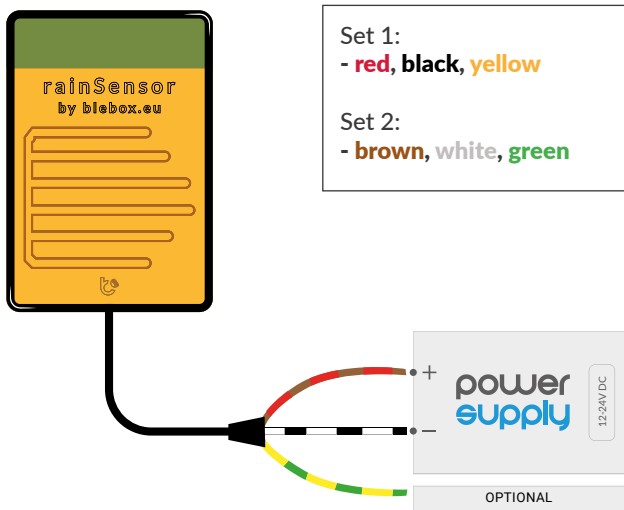 rainSensor
by blebox.eu
Set 1:
- red, black, yellow
Set 2:
- brown, white, green
+
power
supply
12-24V DC
−
OPTIONAL